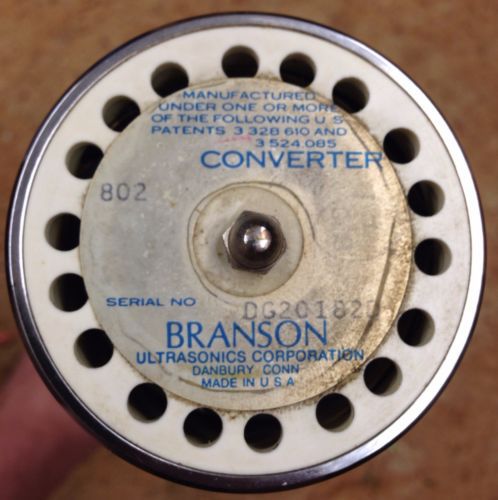 MANUFACTURED
UNDER ONE OR MORE
OF THE FOLLOWING U S
PATENTS 3 328 610 AND
3 524.085
CONVERTER
802
SERIAL NO
BRANSON
ULTRASONICS CORPORATION
DANBURY CONN
MADE IN U.S.A